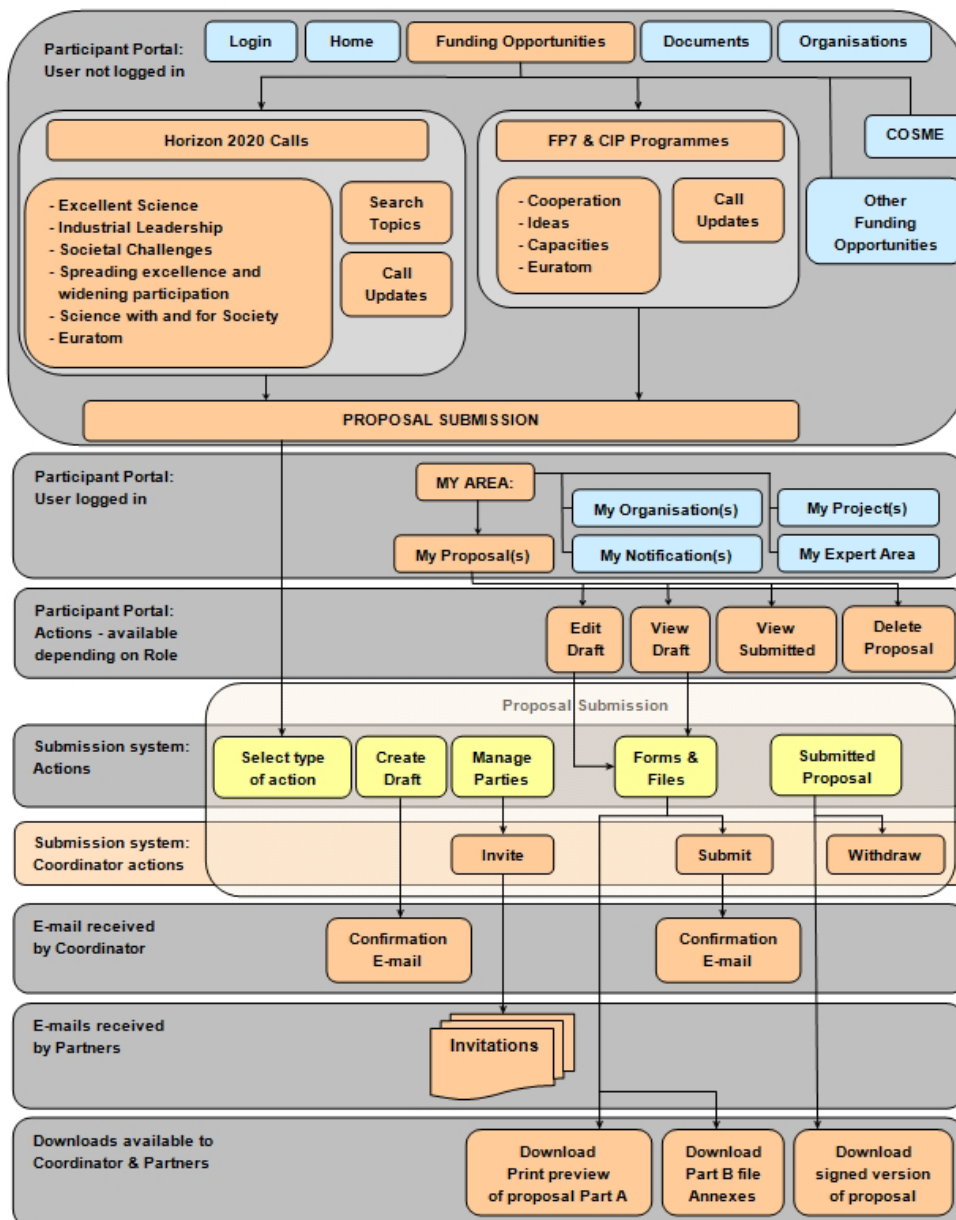 Participant Portal:
User not logged in
Login
Home
Funding Opportunities
Documents
Organisations
Horizon 2020 Calls
- Excellent Science
- Industrial Leadership
- Societal Challenges
- Spreading excellence and
widening participation
- Science with and for Society
- Euratom
Search
Topics
Call
Updates
FP7 & CIP Programmes
- Cooperation
- Ideas
- Capacities
- Euratom
Call
Updates
COSME
Other
Funding
Opportunities
PROPOSAL SUBMISSION
Participant Portal:
User logged in
MY AREA:
My Organisation(s)
My Project(s)
My Proposal(s)
My Notification(s)
My Expert Area
Participant Portal:
Actions - available
depending on Role
Edit
Draft
View
Draft
View
Submitted
Delete
Proposal
Proposal Submission
Submission system:
Actions
Select type
of action
Create
Draft
Manage
Parties
Forms &
Files
Submitted
Proposal
Submission system:
Coordinator actions
Invite
Submit
Withdraw
E-mail received
by Coordinator
Confirmation
E-mail
Confirmation
E-mail
E-mails received
by Partners
Invitations
Downloads available to
Coordinator & Partners
Download
Print preview
of proposal Part A
Download
Part B file
Annexes
Download
signed version
of proposal